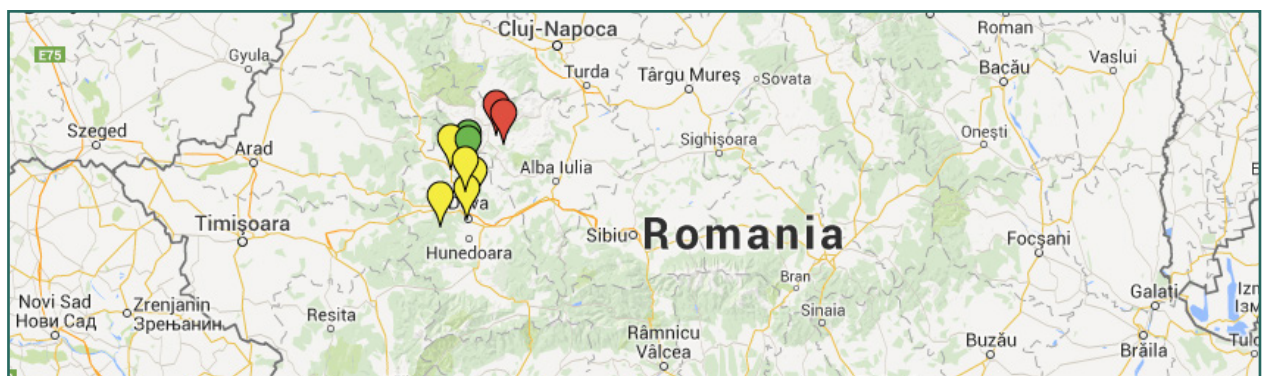 Cluj-Napoca
Roman
E75
Gyula
Vaslui
Turda
Târgu Mureş
Sovata
Bacău
Szeged
Arad
Oneşti
Sighişoara
Alba Iulia
Timişoara
Sibiu
Romania
Focşani
Hunedoara
Bran
Novi Sad
Нови Сад
Zrenjanin
Зрењанин
Resita
Sinaia
Galaţi
Râmnicu
Vâlcea
Buzău
Brăila